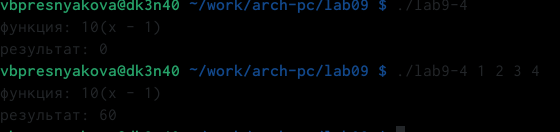 vbpresnyakova@dk3n40 ~/work/arch-pc/lab09 $ ./lab9-4
функция: 10(x - 1)
результат: 0
vbpresnyakova@dk3n40 ~/work/arch-pc/lab09 $ ./lab9-4 1 2 3 4
функция: 10(x - 1)
результат: 60